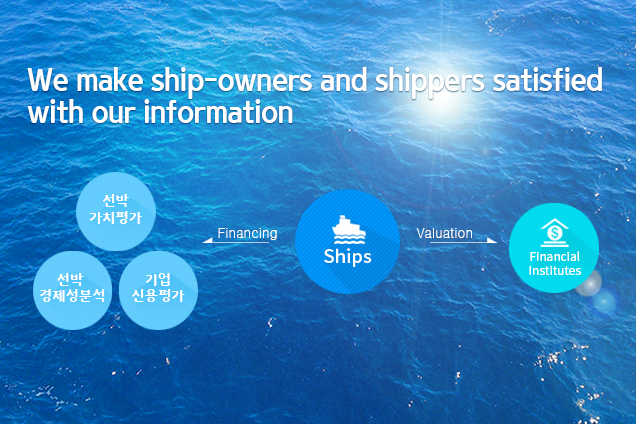 We make ship-owners and shippers satisfied
with our information
선박
가치평가
선박
경제성분석
기업
신용평가
Financing
Ships
Valuation
$
Financial
Institutes